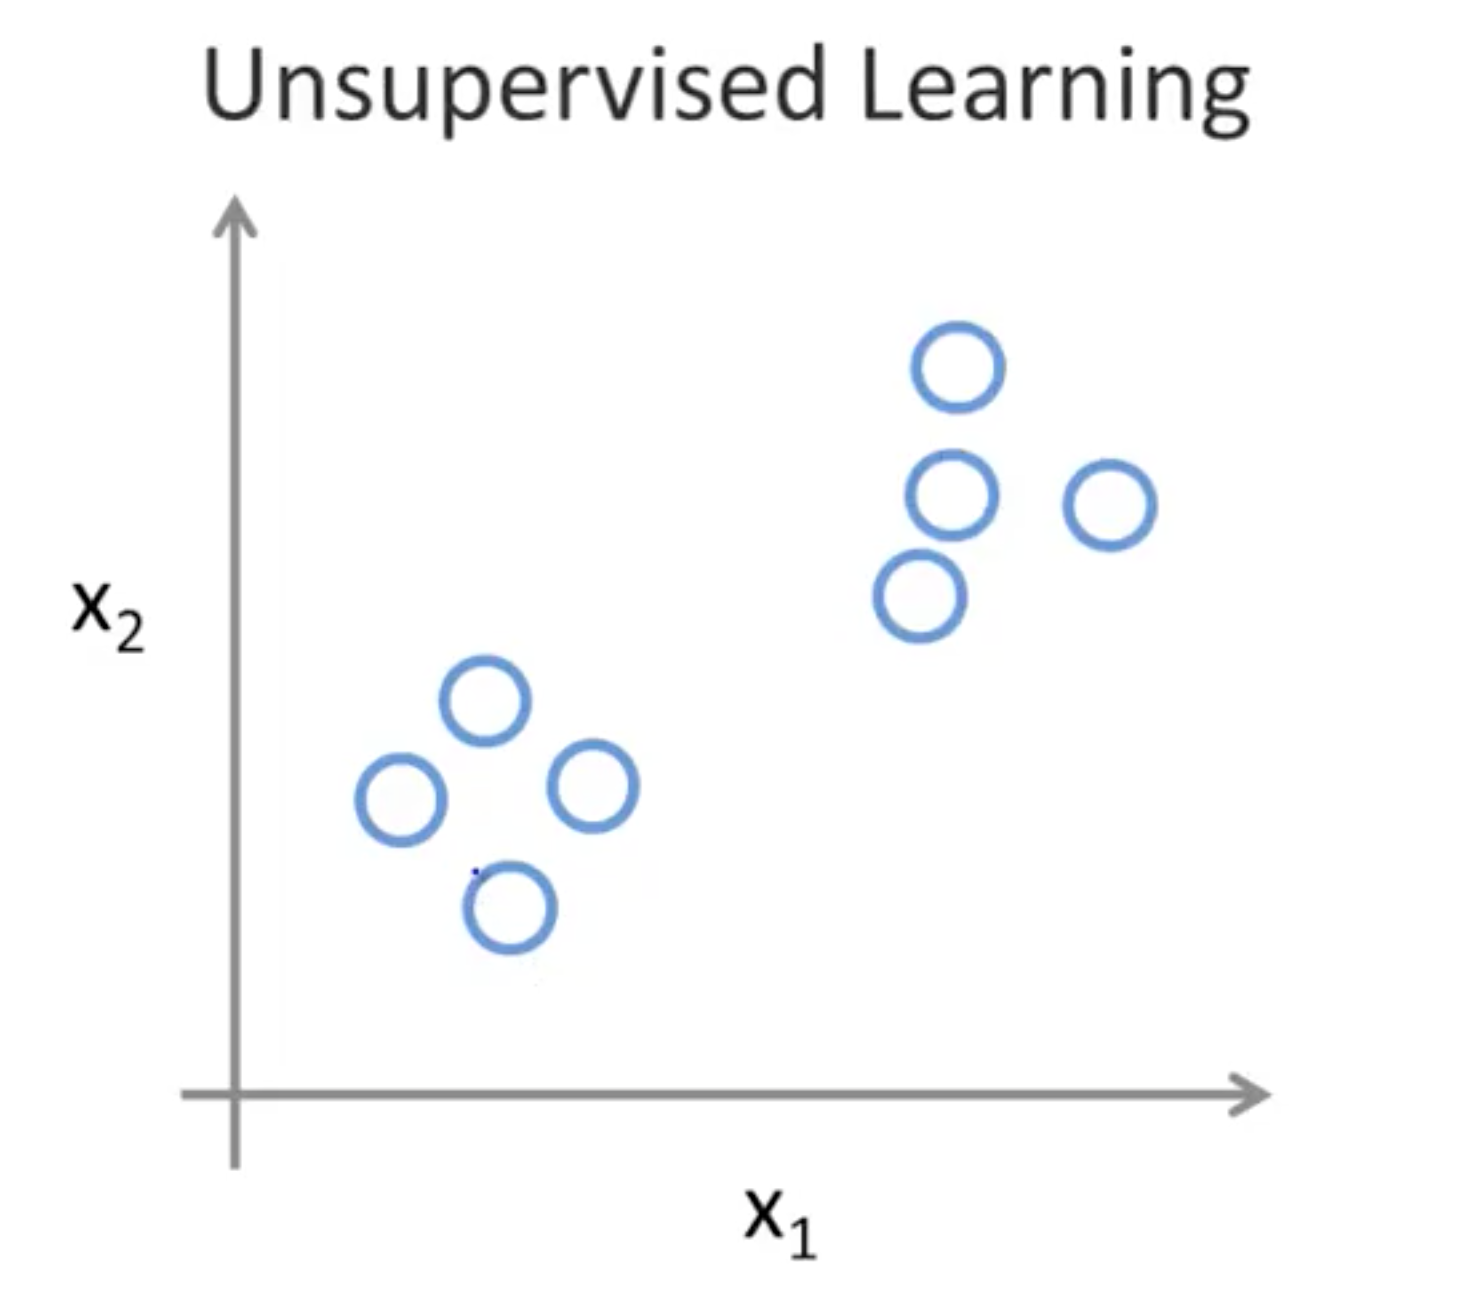 Unsupervised Learning
x₂
x₁